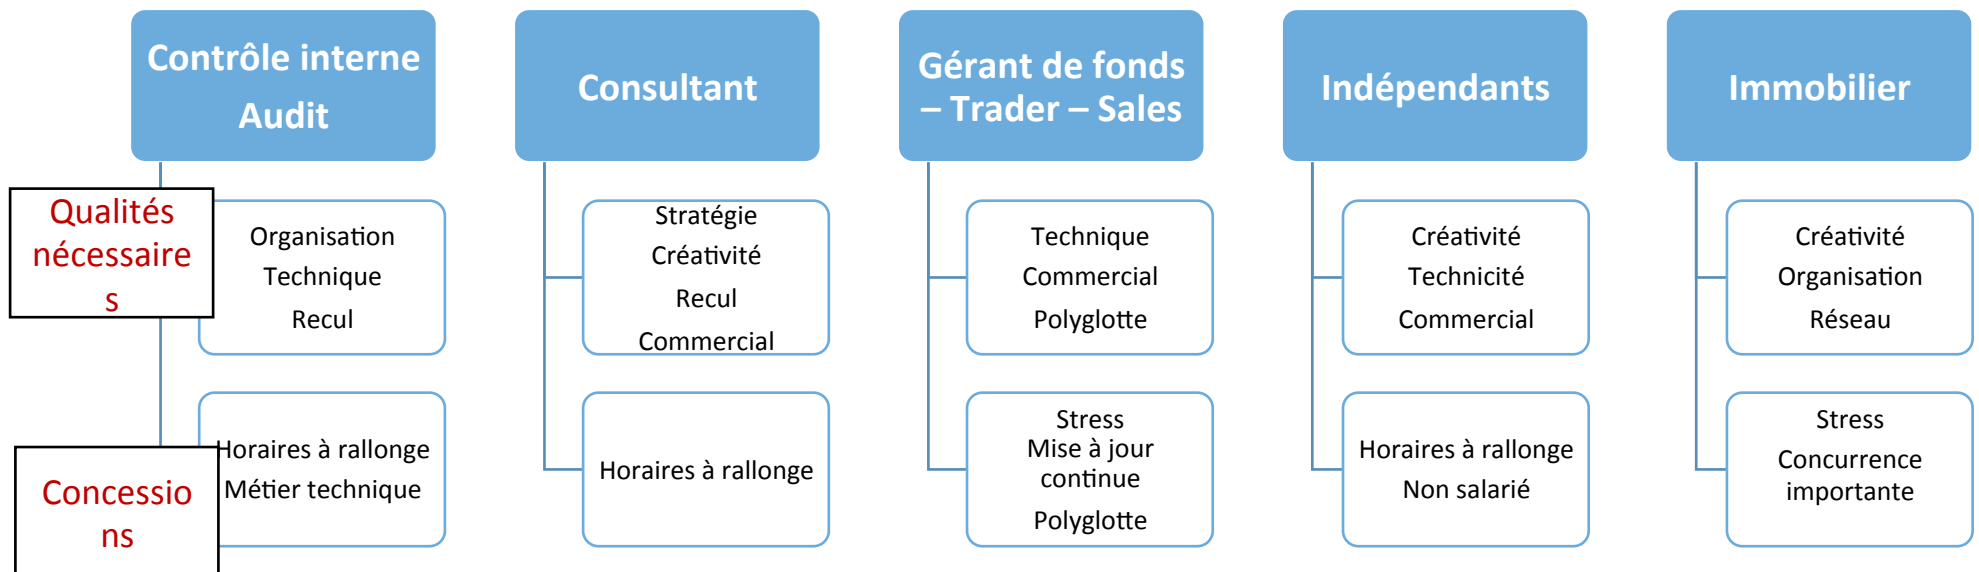 Contrôle interne
Audit
Consultant
Gérant de fonds
– Trader – Sales
Indépendants
Immobilier
Qualités
nécessaire
s
Organisation
Technique
Recul
Stratégie
Créativité
Recul
Commercial
Technique
Commercial
Polyglotte
Créativité
Technicité
Commercial
Créativité
Organisation
Réseau
Concessio
ns
Horaires à rallonge
Métier technique
Horaires à rallonge
Stress
Mise à jour
continue
Polyglotte
Horaires à rallonge
Non salarié
Stress
Concurrence
importante